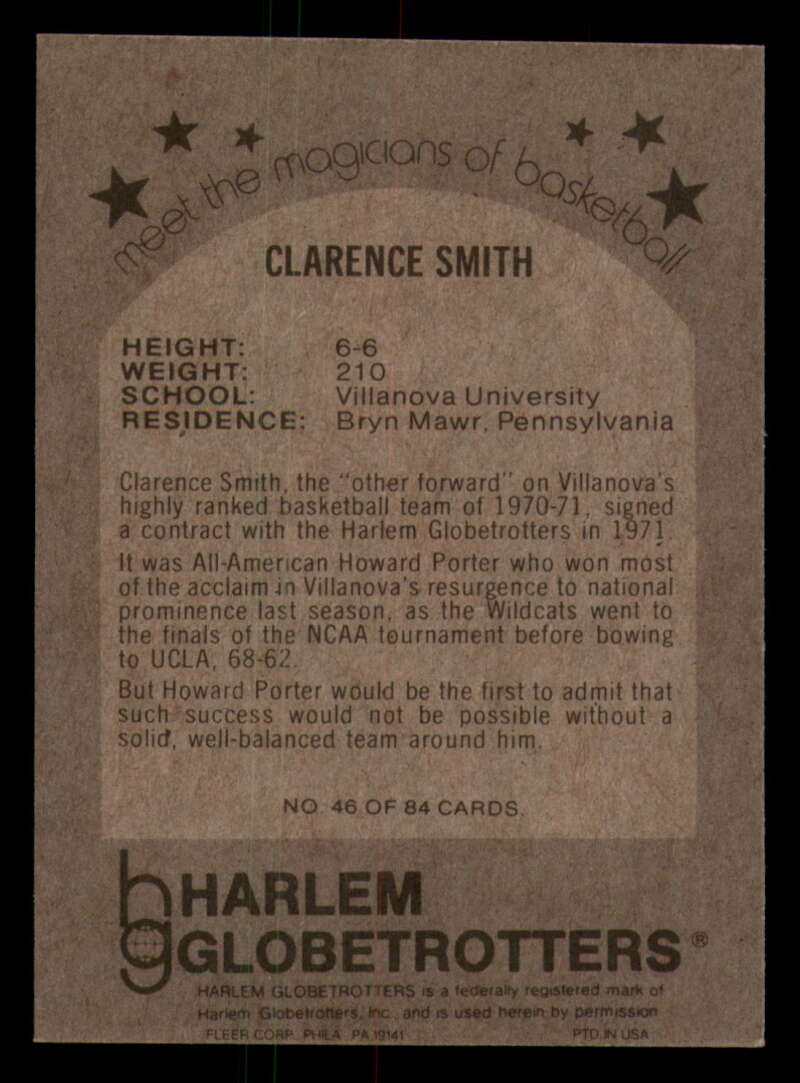 meet the magicians of basketball
CLARENCE SMITH
HEIGHT: 6-6
WEIGHT: 210
SCHOOL: Villanova University
RESIDENCE: Bryn Mawr, Pennsylvania
Clarence Smith, the "other forward" on Villanova's
highly ranked basketball team of 1970-71, signed
a contract with the Harlem Globetrotters in 1971.
It was All-American Howard Porter who won most
of the acclaim in Villanova's resurgence to national
prominence last season, as the Wildcats went to
the finals of the NCAA tournament before bowing
to UCLA, 68-62.
But Howard Porter would be the first to admit that
such success would not be possible without a
solid, well-balanced team around him.
NO. 46 OF 84 CARDS
hg HARLEM
GLOBETROTTERS®
HARLEM GLOBETROTTERS is a federally registered mark of
Harlem Globetrotters, Inc., and is used herein by permission
FLEER CORP. PHILA. PA 19141 PTD. IN USA